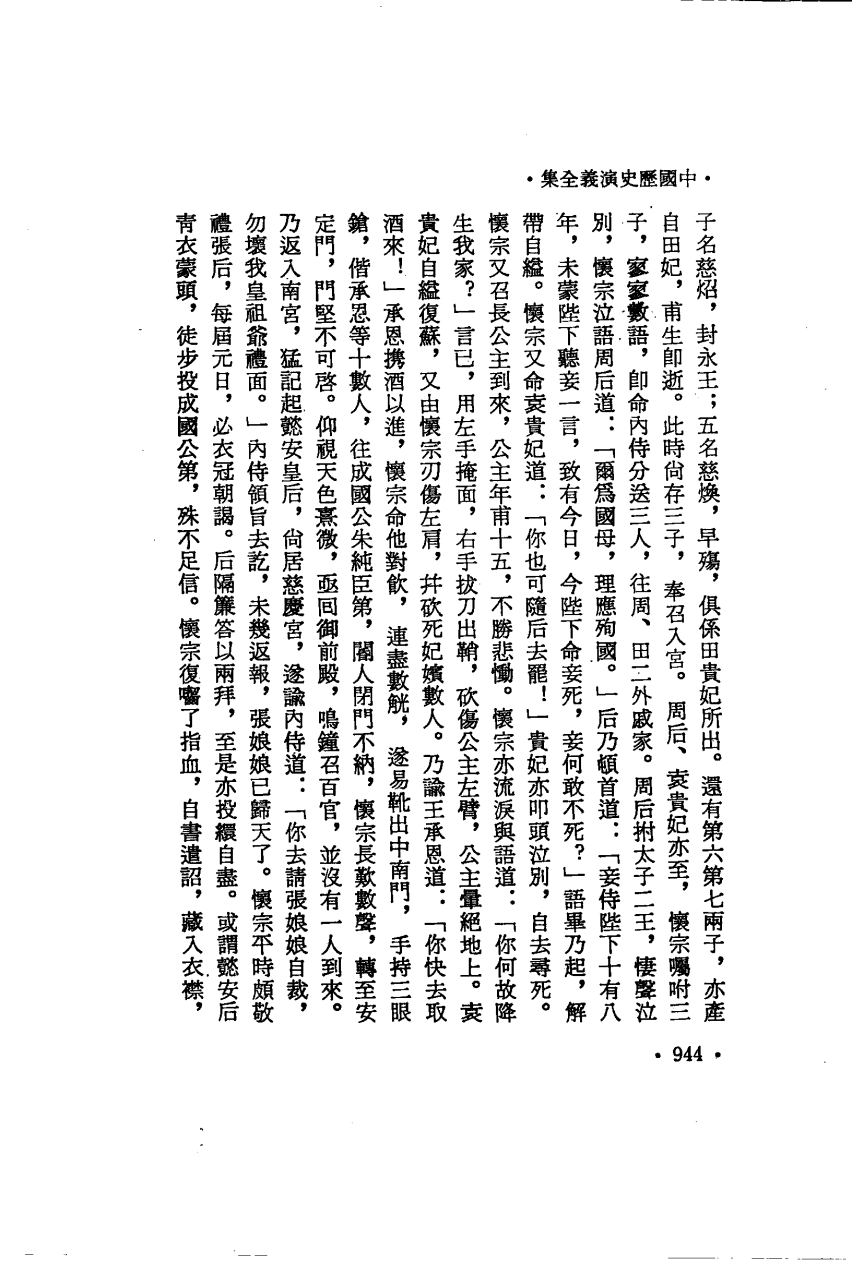 •中國歷史演義全集•
子名慈炤，封永王；五名慈煥，早殤，俱係田貴妃所出。還有第六第七兩子，亦產
自田妃，甫生卽逝。此時尙存三子，奉召入宮。周后、袁貴妃亦至，懷宗囑咐三
子，寥寥數語，卽命內侍分送三人，往周、田二外戚家。周后拊太子二王，悽聲泣
別，懷宗泣語周后道：「爾爲國母，理應殉國。」后乃頓首道：「妾侍陛下十有八
年，未蒙陛下聽妾一言，致有今日，今陛下命妾死，妾何敢不死？」語畢乃起，解
帶自縊。懷宗又命袁貴妃道：「你也可隨后去罷！」貴妃亦叩頭泣別，自去尋死。
懷宗又召長公主到來，公主年甫十五，不勝悲慟。懷宗亦流淚與語道：「你何故降
生我家？」言已，用左手掩面，右手拔刀出鞘，砍傷公主左臂，公主暈絕地上。袁
貴妃自縊復蘇，又由懷宗刃傷左肩，幷砍死妃嬪數人。乃諭王承恩道：「你快去取
酒來！」承恩携酒以進，懷宗命他對飮，連盡數觥，遂易靴出中南門，手持三眼
鎗，偕承恩等十數人，往成國公朱純臣第，閽人閉門不納，懷宗長歎數聲，轉至安
定門，門堅不可啓。仰視天色熹微，亟回御前殿，鳴鐘召百官，並沒有一人到來。
乃返入南宮，猛記起懿安皇后，尙居慈慶宮，遂諭內侍道：「你去請張娘娘自裁，
勿壞我皇祖爺禮面。」內侍領旨去訖，未幾返報，張娘娘已歸天了。懷宗平時頗敬
禮張后，每屆元日，必衣冠朝謁。后隔簾答以兩拜，至是亦投繯自盡。或謂懿安后
靑衣蒙頭，徒步投成國公第，殊不足信。懷宗復囓了指血，自書遺詔，藏入衣襟，
•944•